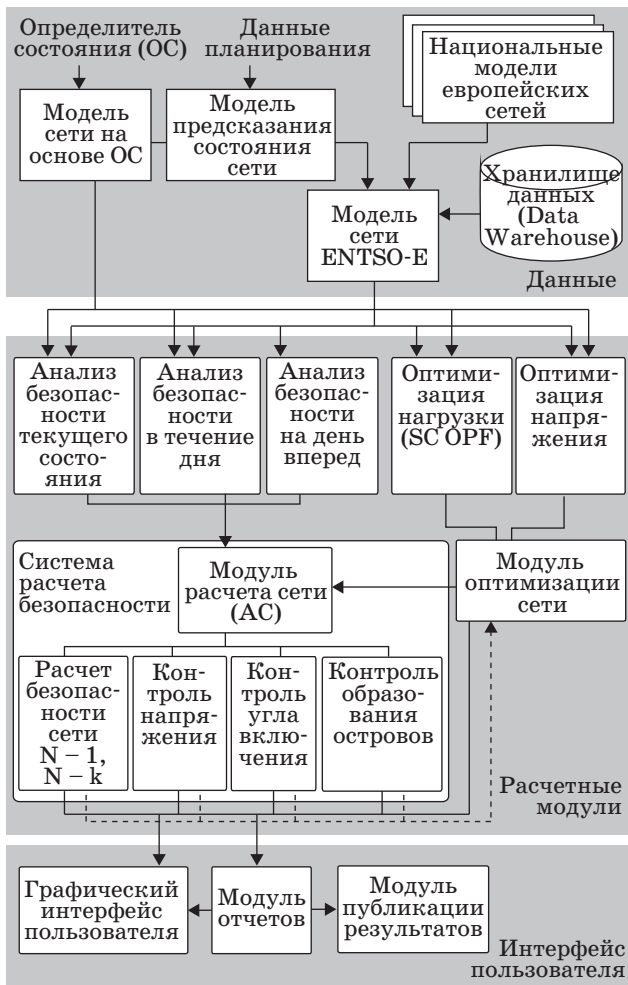 Определитель
состояния (ОС)
Данные
планирования
Национальные
модели
европейских
сетей
Модель
сети на
основе ОС
Модель
предсказания
состояния
сети
Хранилище
данных
(Data
Warehouse)
Модель
сети
ENTSO-E
Данные
Анализ
безопас-
ности
текущего
состо-
яния
Анализ
безопас-
ности
в течение
дня
Анализ
безопас-
ности
на день
вперед
Оптими-
зация
нагрузки
(SC OPF)
Оптими-
зация
напря-
жения
Система
расчета
безопасности
Модуль
расчета сети
(AC)
Модуль
оптимизации
сети
Расчет
безопас-
ности
сети
N – 1,
N – k
Кон-
троль
напря-
жения
Кон-
троль
угла
вклю-
чения
Контроль
образо-
вания
островов
Расчетные
модули
Графический
интерфейс
пользователя
Модуль
отчетов
Модуль
публикации
результатов
Интерфейс
пользователя